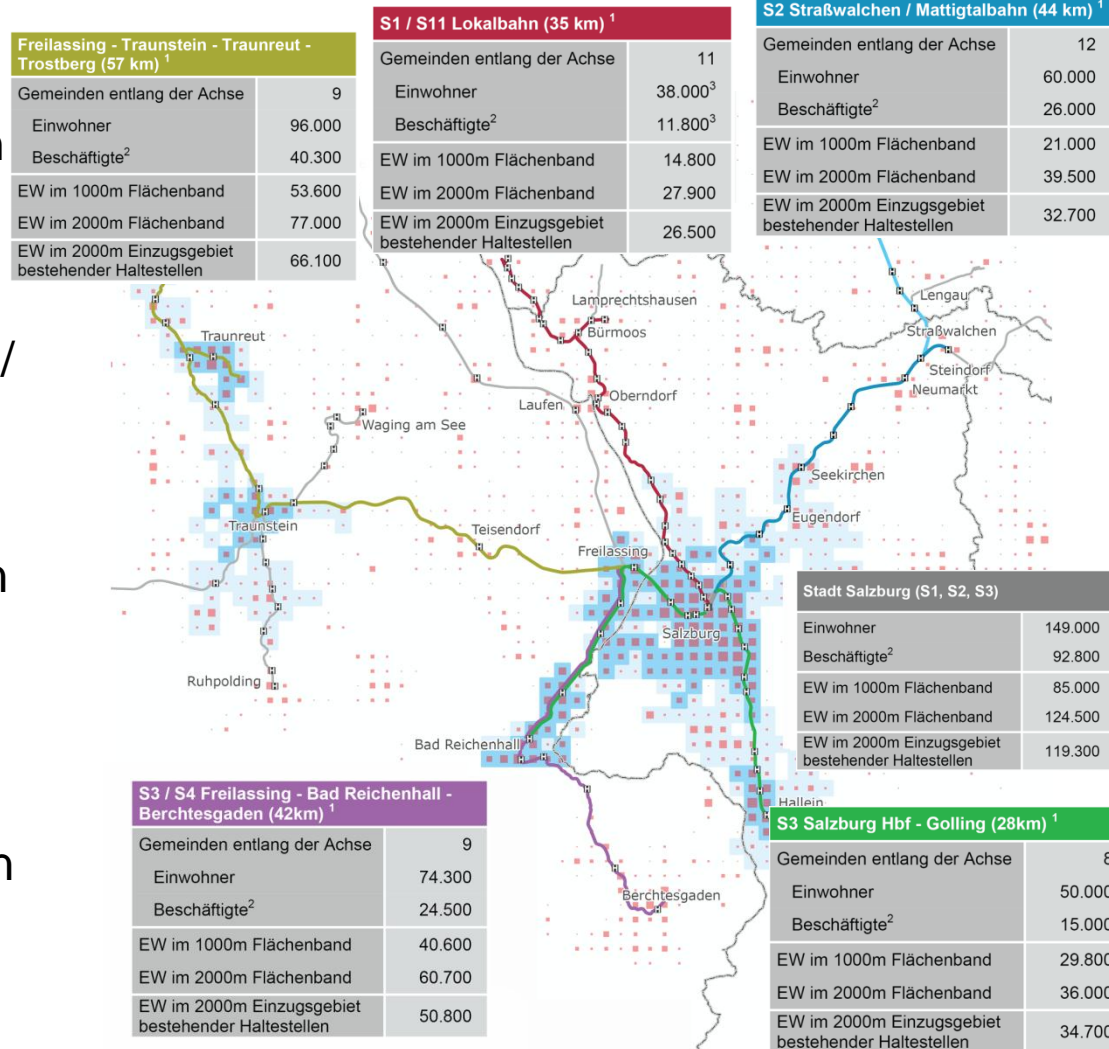 Freilassing - Traunstein - Traunreut -
Trostberg (57 km) ¹
Gemeinden entlang der Achse 9
Einwohner 96.000
Beschäftigte² 40.300
EW im 1000m Flächenband 53.600
EW im 2000m Flächenband 77.000
EW im 2000m Einzugsgebiet
bestehender Haltestellen 66.100
S1 / S11 Lokalbahn (35 km) ¹
Gemeinden entlang der Achse 11
Einwohner 38.000³
Beschäftigte² 11.800³
EW im 1000m Flächenband 14.800
EW im 2000m Flächenband 27.900
EW im 2000m Einzugsgebiet
bestehender Haltestellen 26.500
S2 Straßwalchen / Mattigtalbahn (44 km) ¹
Gemeinden entlang der Achse 12
Einwohner 60.000
Beschäftigte² 26.000
EW im 1000m Flächenband 21.000
EW im 2000m Flächenband 39.500
EW im 2000m Einzugsgebiet
bestehender Haltestellen 32.700
n
/
n
n
Lamprechtshausen
Bürmoos
Lengau
Straßwalchen
Steindorf
Neumarkt
Traunreut
Laufen
Oberndorf
Waging am See
Seekirchen
Eugendorf
Traunstein
Teisendorf
Freilassing
Salzburg
Ruhpolding
Bad Reichenhall
Hallein
Berchtesgaden
Stadt Salzburg (S1, S2, S3)
Einwohner 149.000
Beschäftigte² 92.800
EW im 1000m Flächenband 85.000
EW im 2000m Flächenband 124.500
EW im 2000m Einzugsgebiet
bestehender Haltestellen 119.300
S3 / S4 Freilassing - Bad Reichenhall -
Berchtesgaden (42km) ¹
Gemeinden entlang der Achse 9
Einwohner 74.300
Beschäftigte² 24.500
EW im 1000m Flächenband 40.600
EW im 2000m Flächenband 60.700
EW im 2000m Einzugsgebiet
bestehender Haltestellen 50.800
S3 Salzburg Hbf - Golling (28km) ¹
Gemeinden entlang der Achse 8
Einwohner 50.000
Beschäftigte² 15.000
EW im 1000m Flächenband 29.800
EW im 2000m Flächenband 36.000
EW im 2000m Einzugsgebiet
bestehender Haltestellen 34.700